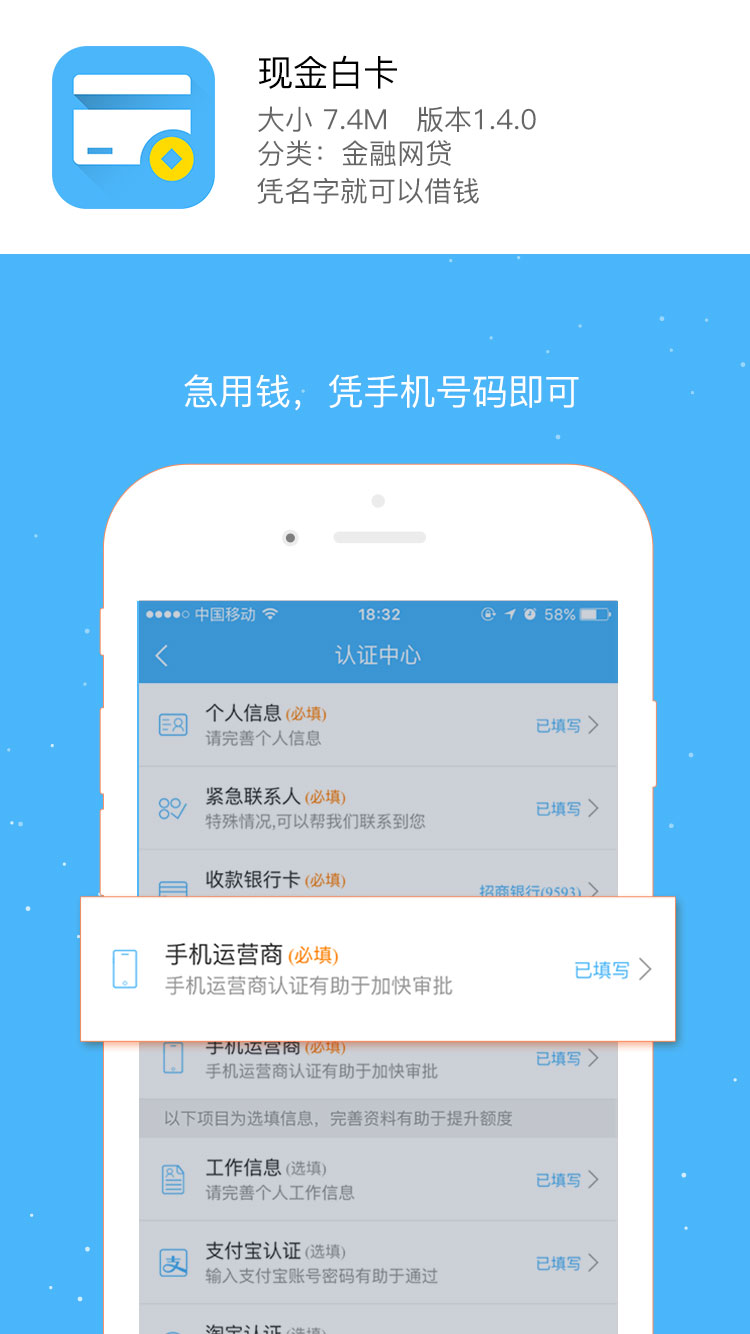 现金白卡
大小 7.4M 版本1.4.0
分类：金融网贷
凭名字就可以借钱
急用钱，凭手机号码即可
中国移动 18:32 58%
认证中心
个人信息(必填)
请完善个人信息
已填写
紧急联系人(必填)
特殊情况,可以帮我们联系到您
已填写
收款银行卡(必填)
招商银行(9593)
手机运营商(必填)
手机运营商认证有助于加快审批
已填写
手机运营商(必填)
手机运营商认证有助于加快审批
已填写
以下项目为选填信息，完善资料有助于提升额度
工作信息(选填)
请完善个人工作信息
已填写
支付宝认证(选填)
输入支付宝账号密码有助于通过
已填写
淘宝认证(选填)